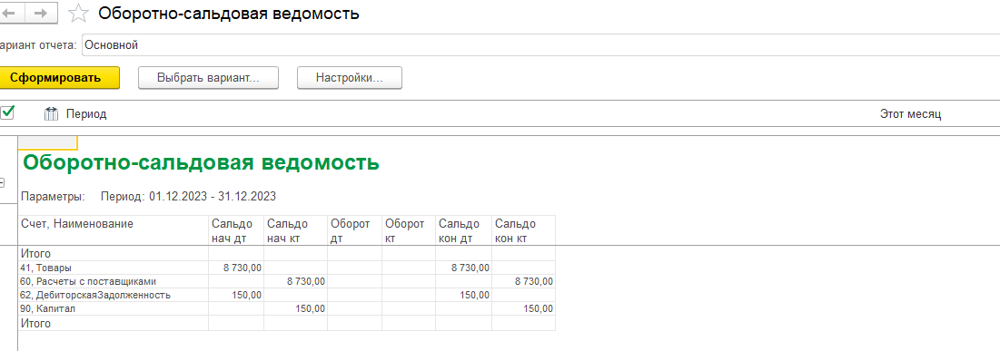 Оборотно-сальдовая ведомость
ариант отчета: Основной
Сформировать Выбрать вариант... Настройки...
Период Этот месяц
Оборотно-сальдовая ведомость
Параметры: Период: 01.12.2023 - 31.12.2023
Счет, Наименование Сальдо нач дт Сальдо нач кт Оборот дт Оборот кт Сальдо кон дт Сальдо кон кт
Итого
41, Товары 8 730,00 8 730,00
60, Расчеты с поставщиками 8 730,00 8 730,00
62, ДебиторскаяЗадолженность 150,00 150,00
90, Капитал 150,00 150,00
Итого